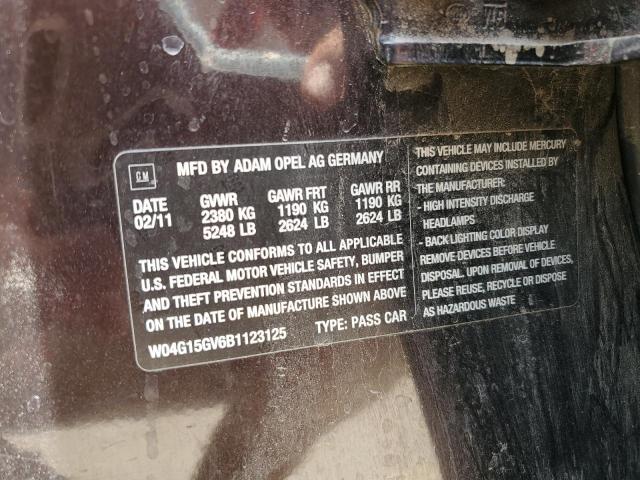 GM
MFD BY ADAM OPEL AG GERMANY
DATE GVWR GAWR FRT GAWR RR
02/11 2380 KG 1190 KG 1190 KG
5248 LB 2624 LB 2624 LB
THIS VEHICLE CONFORMS TO ALL APPLICABLE
U.S. FEDERAL MOTOR VEHICLE SAFETY, BUMPER
AND THEFT PREVENTION STANDARDS IN EFFECT
ON THE DATE OF MANUFACTURE SHOWN ABOVE
W04G15GV6B1123125 TYPE: PASS CAR
THIS VEHICLE MAY INCLUDE MERCURY
CONTAINING DEVICES INSTALLED BY
THE MANUFACTURER:
- HIGH INTENSITY DISCHARGE
HEADLAMPS
- BACK LIGHTING COLOR DISPLAY
REMOVE DEVICES BEFORE VEHICLE
DISPOSAL. UPON REMOVAL OF DEVICES,
PLEASE REUSE, RECYCLE OR DISPOSE
AS HAZARDOUS WASTE